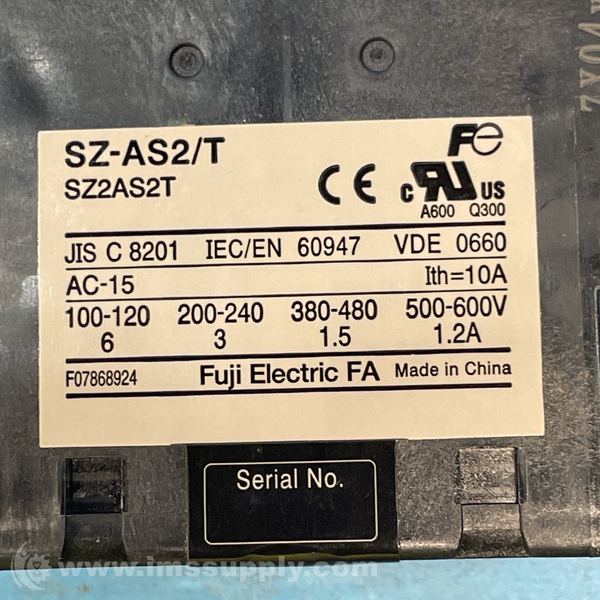 SZ-AS2/T
SZ2AS2T
Fe
CE c RU US
A600 Q300
JIS C 8201 IEC/EN 60947 VDE 0660
AC-15 Ith=10A
100-120 200-240 380-480 500-600V
6 3 1.5 1.2A
F07868924 Fuji Electric FA Made in China
Serial No.
www.imssupply.com